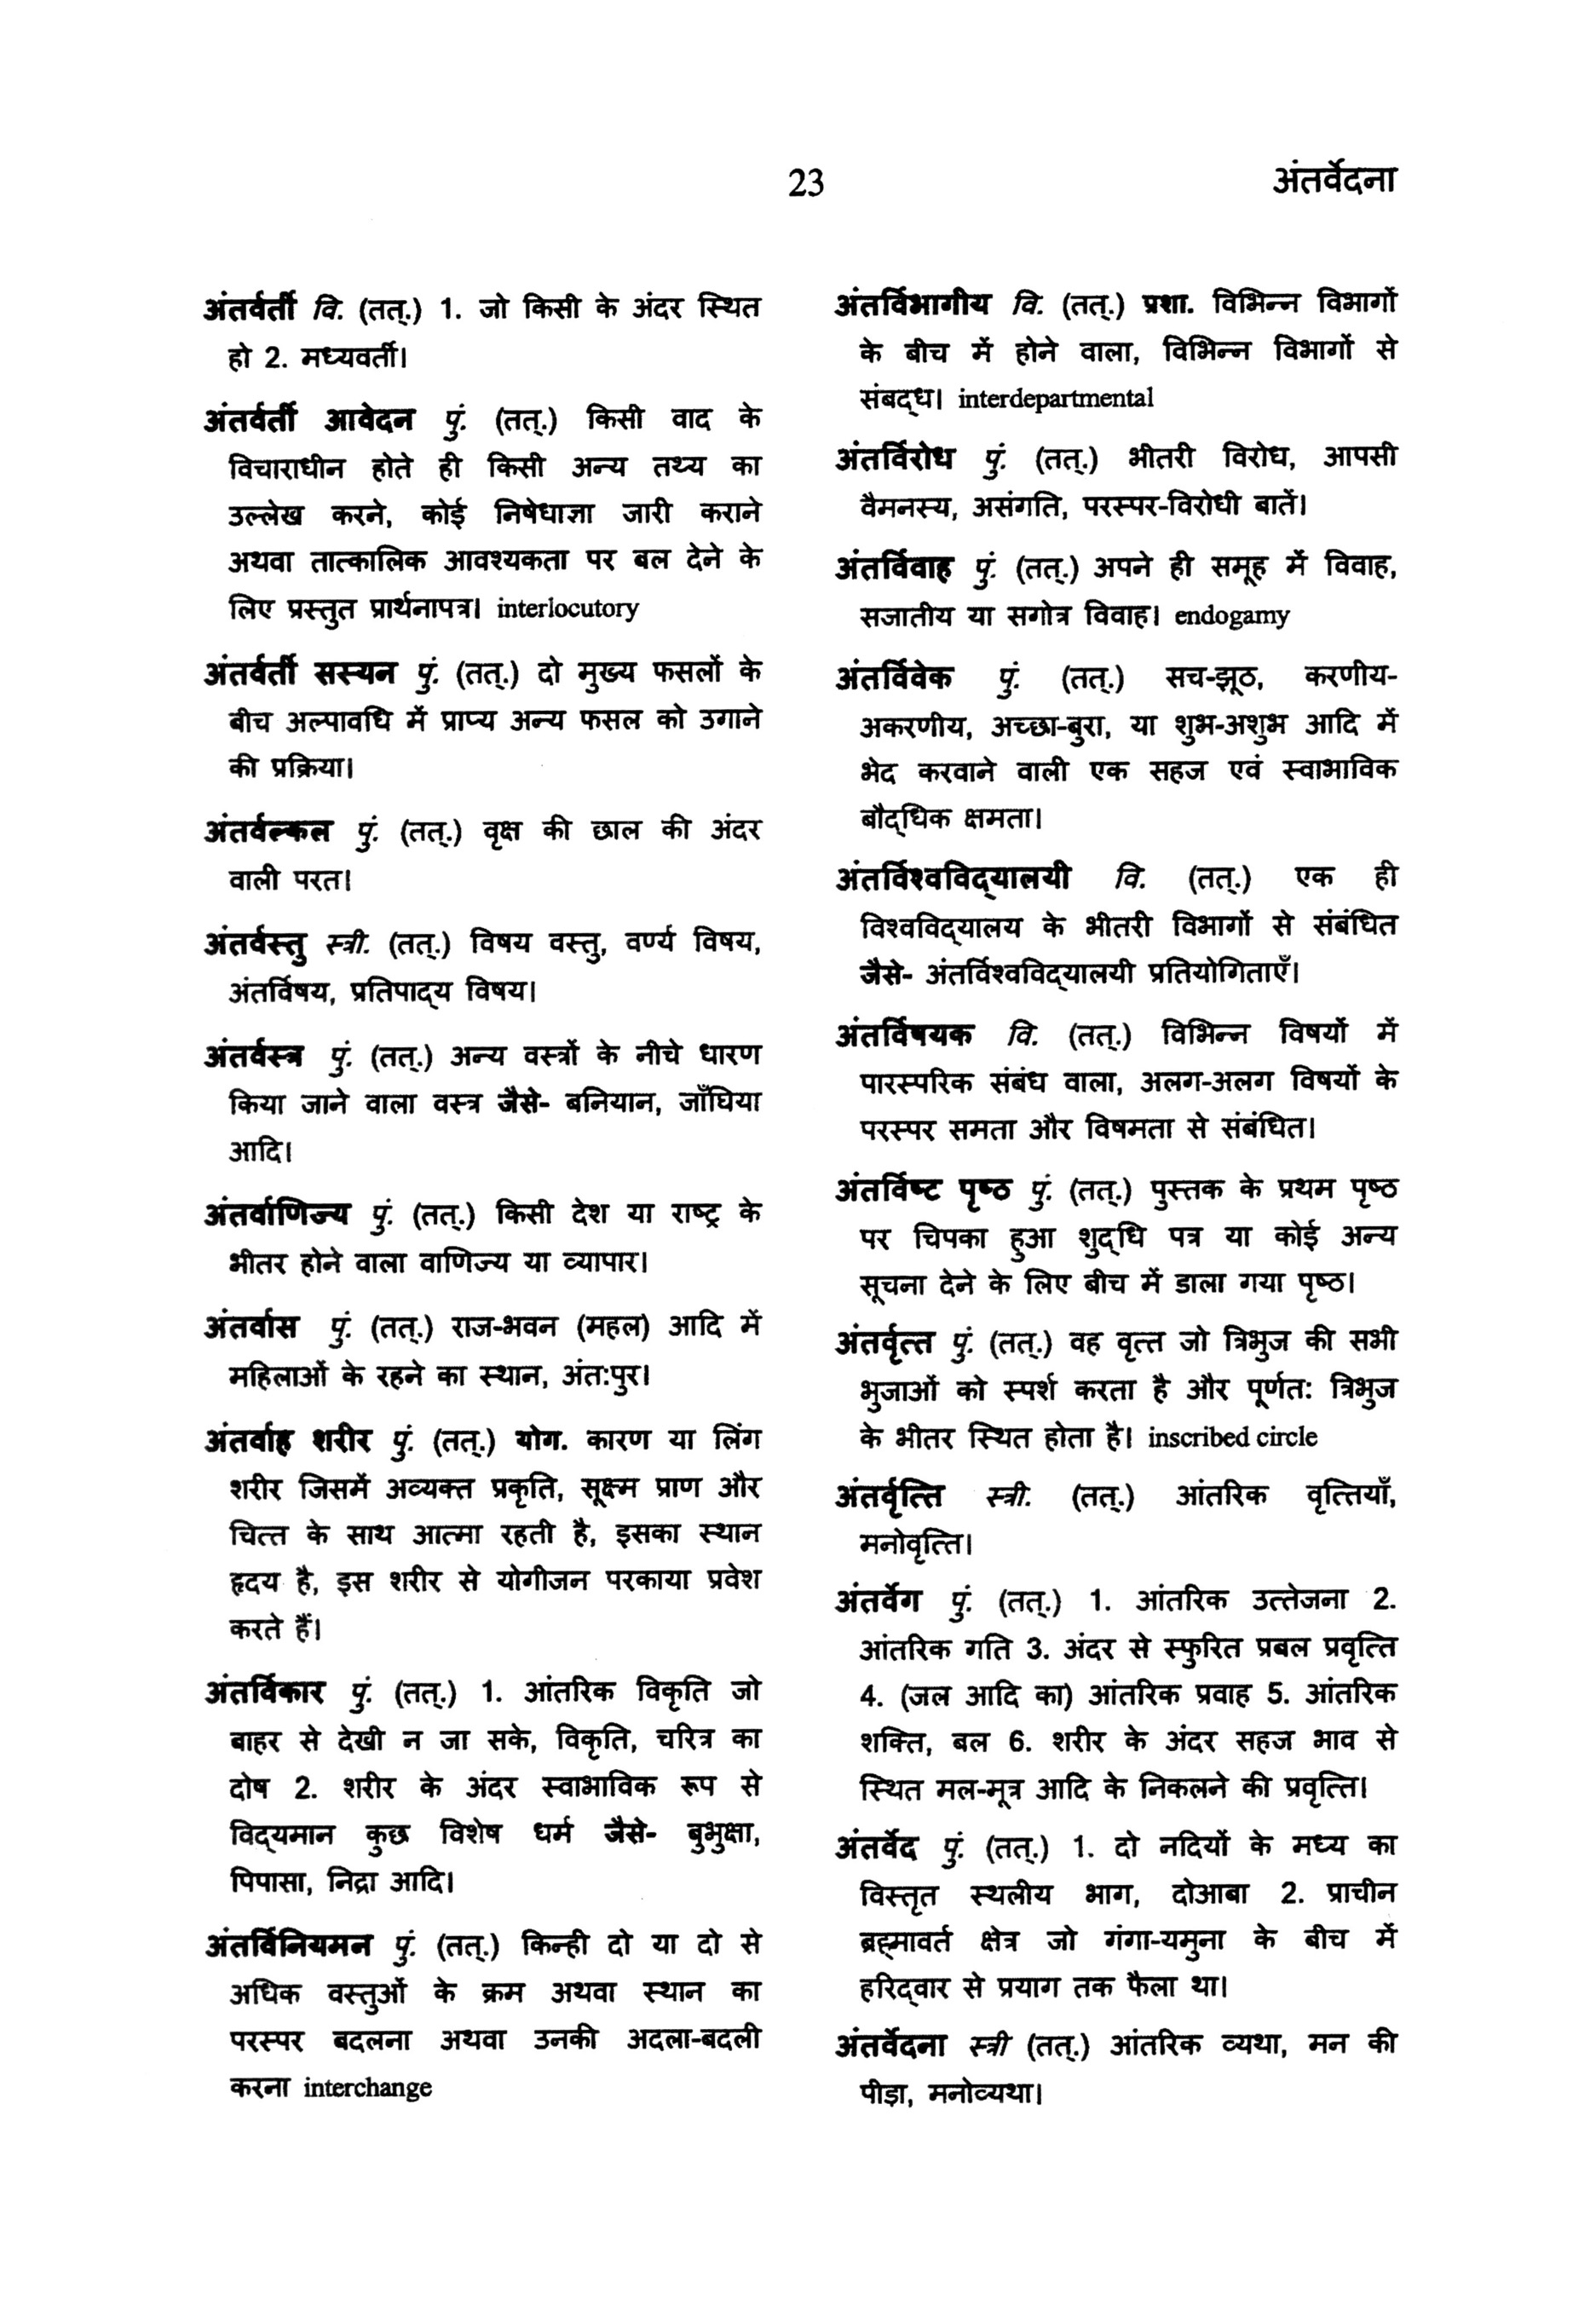 23
अंतर्वेदना
अंतर्वर्ती वि. (तत्.) 1. जो किसी के अंदर स्थित
हो 2. मध्यवर्ती।
अंतर्वर्ती आवेदन पुं. (तत्.) किसी वाद के
विचाराधीन होते ही किसी अन्य तथ्य का
उल्लेख करने, कोई निषेधाज्ञा जारी कराने
अथवा तात्कालिक आवश्यकता पर बल देने के
लिए प्रस्तुत प्रार्थनापत्र। interlocutory
अंतर्वर्ती सस्यन पुं. (तत्.) दो मुख्य फसलों के
बीच अल्पावधि में प्राप्य अन्य फसल को उगाने
की प्रक्रिया।
अंतर्वल्कल पुं. (तत्.) वृक्ष की छाल की अंदर
वाली परत।
अंतर्वस्तु स्त्री. (तत्.) विषय वस्तु, वर्ण्य विषय,
अंतर्विषय, प्रतिपाद्‌य विषय।
अंतर्वस्त्र पुं. (तत्.) अन्य वस्त्रों के नीचे धारण
किया जाने वाला वस्त्र जैसे- बनियान, जाँघिया
आदि।
अंतर्वाणिज्य पुं. (तत्.) किसी देश या राष्ट्र के
भीतर होने वाला वाणिज्य या व्यापार।
अंतर्वास पुं. (तत्.) राज-भवन (महल) आदि में
महिलाओं के रहने का स्थान, अंत:पुर।
अंतर्वाह शरीर पुं. (तत्.) योग. कारण या लिंग
शरीर जिसमें अव्यक्त प्रकृति, सूक्ष्म प्राण और
चित्त के साथ आत्मा रहती है, इसका स्थान
हृदय है, इस शरीर से योगीजन परकाया प्रवेश
करते हैं।
अंतर्विकार पुं. (तत्.) 1. आंतरिक विकृति जो
बाहर से देखी न जा सके, विकृति, चरित्र का
दोष 2. शरीर के अंदर स्वाभाविक रूप से
विद्‌यमान कुछ विशेष धर्म जैसे- बुभुक्षा,
पिपासा, निद्रा आदि।
अंतर्विनियमन पुं. (तत्.) किन्ही दो या दो से
अधिक वस्तुओं के क्रम अथवा स्थान का
परस्पर बदलना अथवा उनकी अदला-बदली
करना interchange
अंतर्विभागीय वि. (तत्.) प्रशा. विभिन्न विभागों
के बीच में होने वाला, विभिन्न विभागों से
संबद्‌ध। interdepartmental
अंतर्विरोध पुं. (तत्.) भीतरी विरोध, आपसी
वैमनस्य, असंगति, परस्पर-विरोधी बातें।
अंतर्विवाह पुं. (तत्.) अपने ही समूह में विवाह,
सजातीय या सगोत्र विवाह। endogamy
अंतर्विवेक पुं. (तत्.) सच-झूठ, करणीय-
अकरणीय, अच्छा-बुरा, या शुभ-अशुभ आदि में
भेद करवाने वाली एक सहज एवं स्वाभाविक
बौद्‌धिक क्षमता।
अंतर्विश्वविद्‌यालयी वि. (तत्.) एक ही
विश्वविद्‌यालय के भीतरी विभागों से संबंधित
जैसे- अंतर्विश्वविद्‌यालयी प्रतियोगिताएँ।
अंतर्विषयक वि. (तत्.) विभिन्न विषयों में
पारस्परिक संबंध वाला, अलग-अलग विषयों के
परस्पर समता और विषमता से संबंधित।
अंतर्विष्ट पृष्ठ पुं. (तत्.) पुस्तक के प्रथम पृष्ठ
पर चिपका हुआ शुद्‌धि पत्र या कोई अन्य
सूचना देने के लिए बीच में डाला गया पृष्ठ।
अंतर्वृत्त पुं. (तत्.) वह वृत्त जो त्रिभुज की सभी
भुजाओं को स्पर्श करता है और पूर्णत: त्रिभुज
के भीतर स्थित होता है। inscribed circle
अंतर्वृत्ति स्त्री. (तत्.) आंतरिक वृत्तियाँ,
मनोवृत्ति।
अंतर्वेग पुं. (तत्.) 1. आंतरिक उत्तेजना 2.
आंतरिक गति 3. अंदर से स्फुरित प्रबल प्रवृत्ति
4. (जल आदि का) आंतरिक प्रवाह 5. आंतरिक
शक्ति, बल 6. शरीर के अंदर सहज भाव से
स्थित मल-मूत्र आदि के निकलने की प्रवृत्ति।
अंतर्वेद पुं. (तत्.) 1. दो नदियों के मध्य का
विस्तृत स्थलीय भाग, दोआबा 2. प्राचीन
ब्रह्मावर्त क्षेत्र जो गंगा-यमुना के बीच में
हरिद्‌वार से प्रयाग तक फैला था।
अंतर्वेदना स्त्री (तत्.) आंतरिक व्यथा, मन की
पीड़ा, मनोव्यथा।